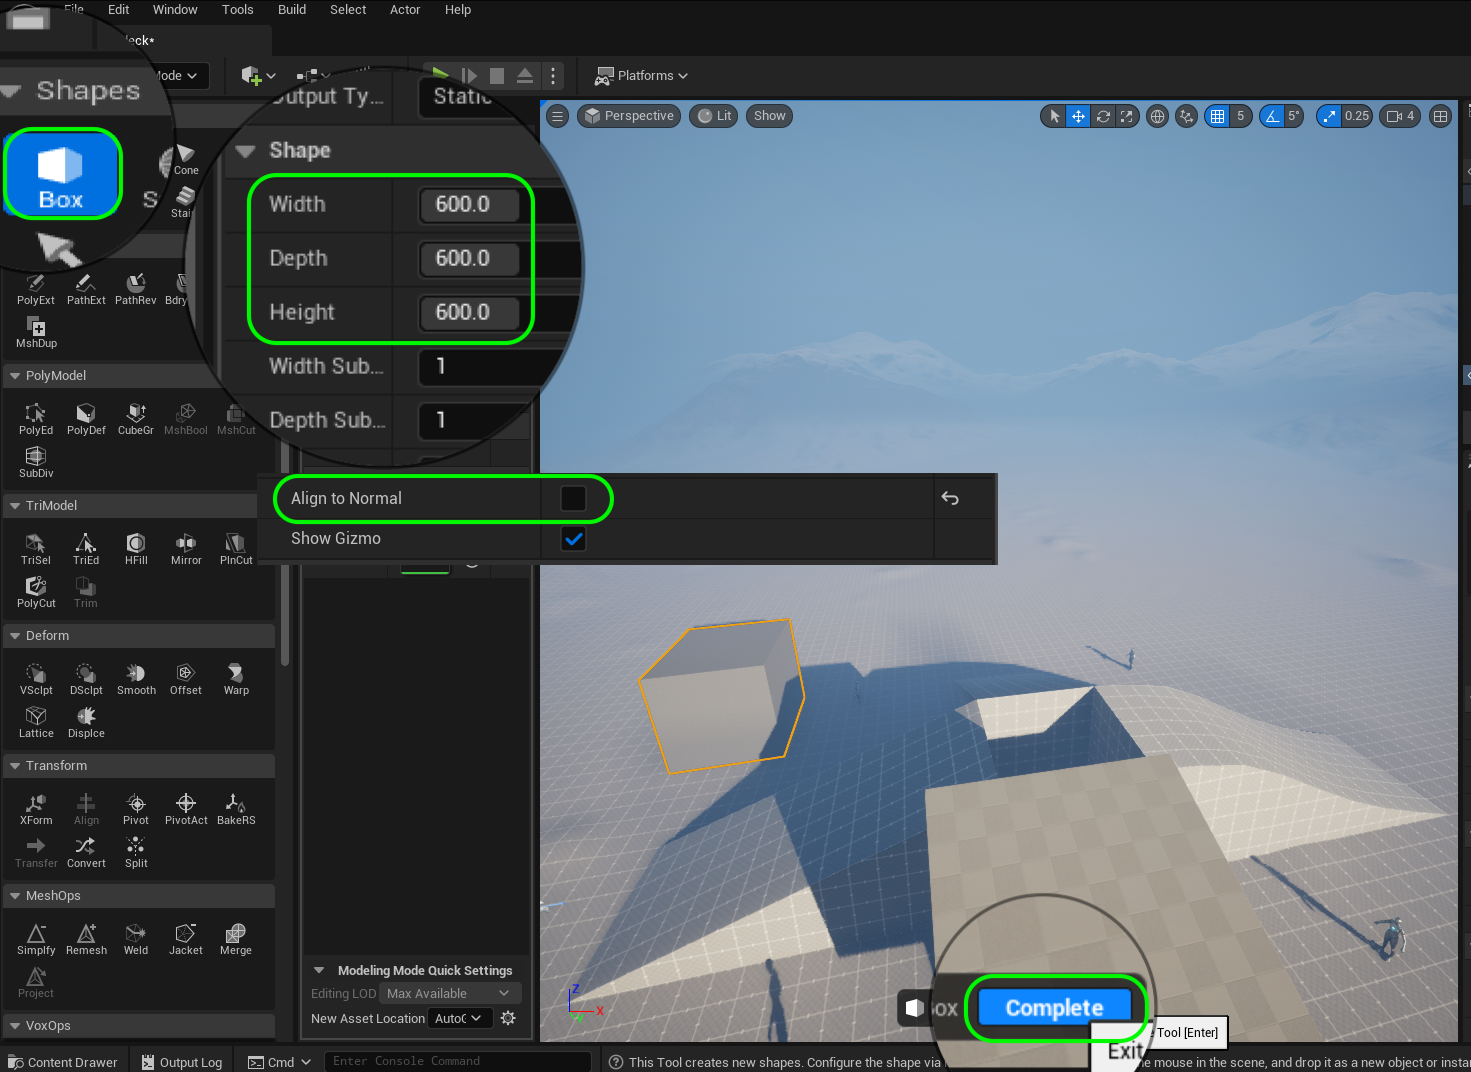 File Edit Window Tools Build Select Actor Help
eck*
Mode
Platforms
Shapes
Box
Cone
Stai
Output Ty... Static
Shape
Width 600.0
Depth 600.0
Height 600.0
Width Sub... 1
Depth Sub... 1
Perspective Lit Show
5 5° 0.25 4
PolyExt PathExt PathRev Bdry
MshDup
PolyModel
PolyEd PolyDef CubeGr MshBool MshCut
SubDiv
Align to Normal
Show Gizmo
TriModel
TriSel TriEd HFill Mirror PlnCut
PolyCut Trim
Deform
VSclpt DSclpt Smooth Offset Warp
Lattice Displce
Transform
XForm Align Pivot PivotAct BakeRS
Transfer Convert Split
MeshOps
Simplfy Remesh Weld Jacket Merge
Project
VoxOps
Modeling Mode Quick Settings
Editing LOD Max Available
New Asset Location AutoG
Z
X
Y
ox Complete
Tool [Enter]
Exit
Content Drawer Output Log Cmd Enter Console Command
This Tool creates new shapes. Configure the shape via
he mouse in the scene, and drop it as a new object or insta